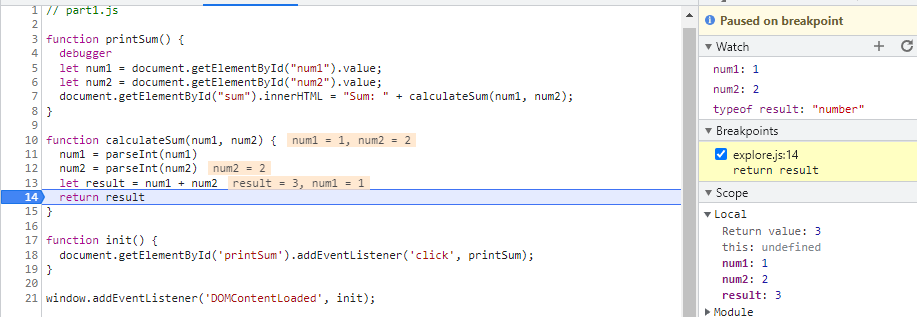 1 // part1.js
2
3 function printSum() {
4   debugger
5   let num1 = document.getElementById("num1").value;
6   let num2 = document.getElementById("num2").value;
7   document.getElementById("sum").innerHTML = "Sum: " + calculateSum(num1, num2);
8 }
9
10 function calculateSum(num1, num2) {  num1 = 1, num2 = 2
11   num1 = parseInt(num1)
12   num2 = parseInt(num2)  num2 = 2
13   let result = num1 + num2  result = 3, num1 = 1
14   return result
15 }
16
17 function init() {
18   document.getElementById('printSum').addEventListener('click', printSum);
19 }
20
21 window.addEventListener('DOMContentLoaded', init);
Paused on breakpoint
Watch
num1: 1
num2: 2
typeof result: "number"
Breakpoints
explore.js:14
return result
Scope
Local
Return value: 3
this: undefined
num1: 1
num2: 2
result: 3
Module